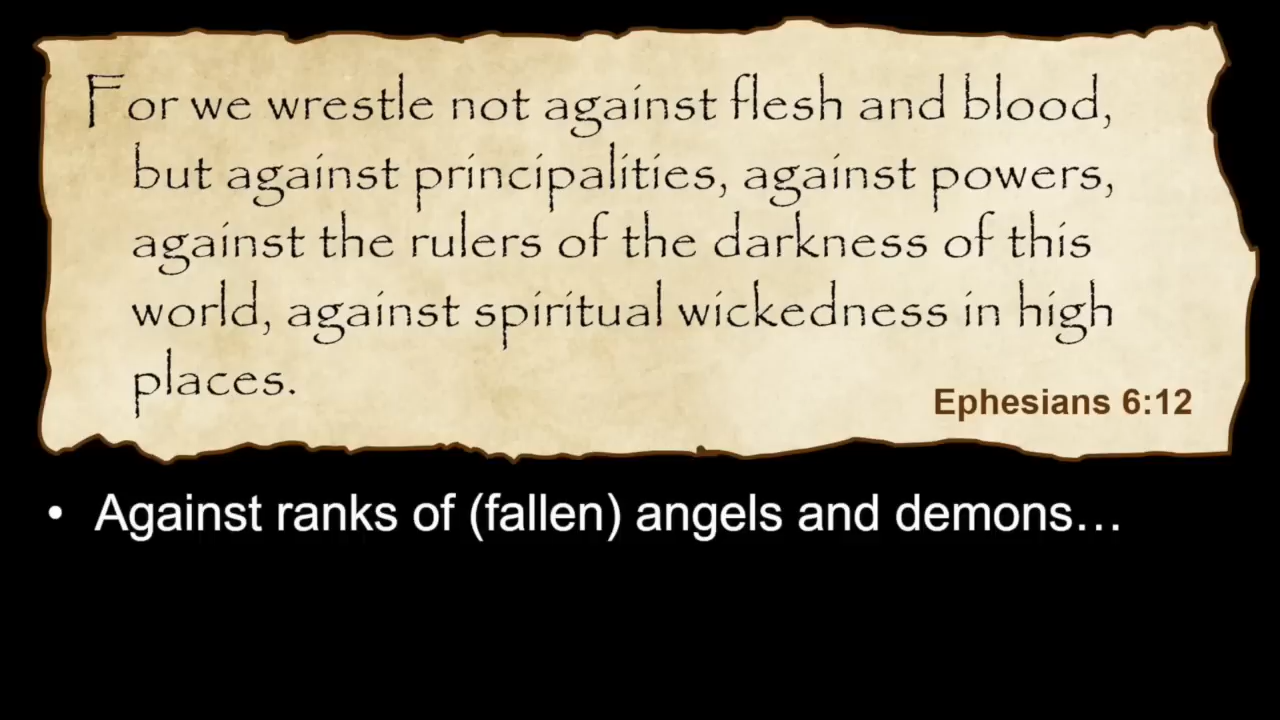 For we wrestle not against flesh and blood,
but against principalities, against powers,
against the rulers of the darkness of this
world, against spiritual wickedness in high
places.
Ephesians 6:12
• Against ranks of (fallen) angels and demons…